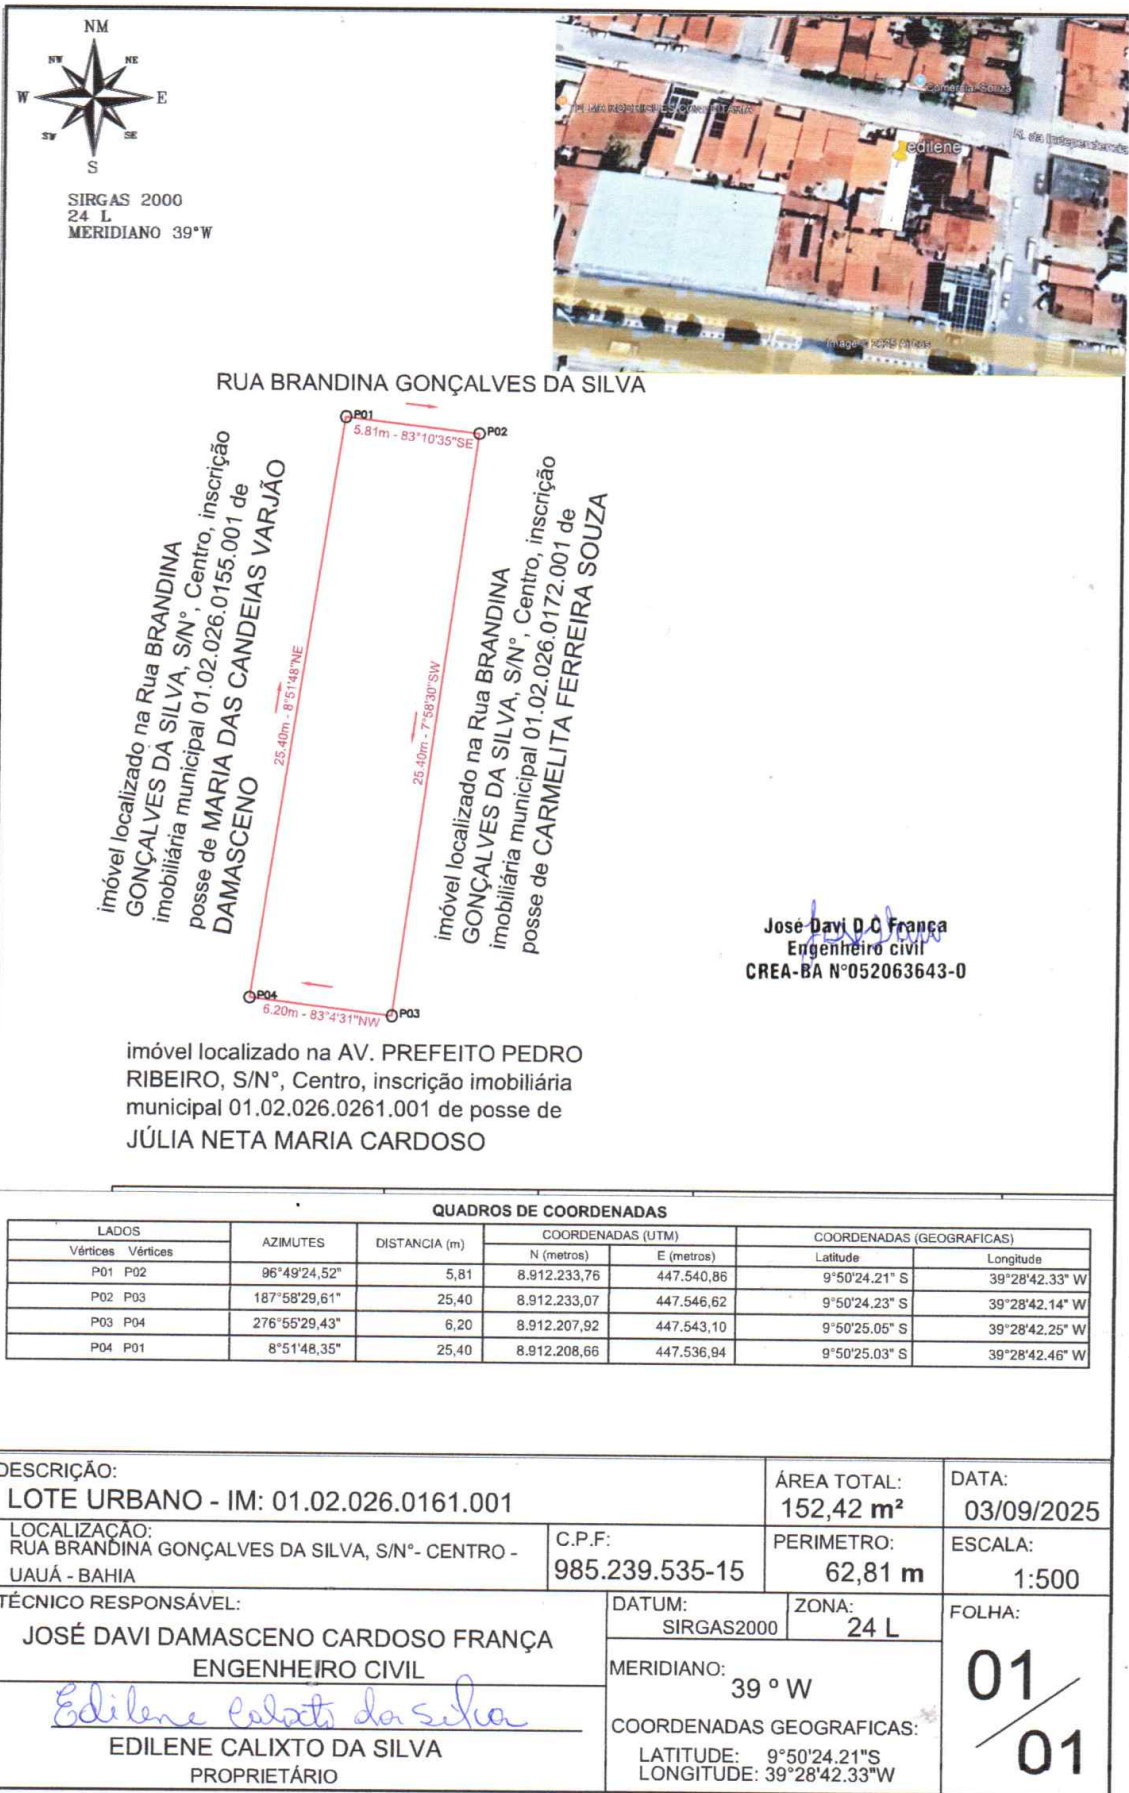 NM
NW
NE
W
E
SW
SE
S
SIRGAS 2000
24 L
MERIDIANO 39°W
Comercial Souza
edilene
R. da Independencia
RUA BRANDINA GONÇALVES DA SILVA
P01
5.81m - 83°10'35"SE
P02
imóvel localizado na Rua BRANDINA
GONÇALVES DA SILVA, S/N°, Centro, inscrição
imobiliária municipal 01.02.026.0155.001 de
posse de MARIA DAS CANDEIAS VARJÃO
DAMASCENO
25.40m - 8°51'48"NE
25.40m - 7°58'30"SW
imóvel localizado na Rua BRANDINA
GONÇALVES DA SILVA, S/N°, Centro, inscrição
imobiliária municipal 01.02.026.0172.001 de
posse de CARMELITA FERREIRA SOUZA
José Davi D C França
Engenheiro civil
CREA-BA N°052063643-0
P04
6.20m - 83°4'31"NW
P03
imóvel localizado na AV. PREFEITO PEDRO
RIBEIRO, S/N°, Centro, inscrição imobiliária
municipal 01.02.026.0261.001 de posse de
JÚLIA NETA MARIA CARDOSO
QUADROS DE COORDENADAS
LADOS AZIMUTES DISTANCIA (m) COORDENADAS (UTM) COORDENADAS (GEOGRAFICAS)
Vértices Vértices N (metros) E (metros) Latitude Longitude
P01 P02 96°49'24,52" 5,81 8.912.233,76 447.540,86 9°50'24.21" S 39°28'42.33" W
P02 P03 187°58'29,61" 25,40 8.912.233,07 447.546,62 9°50'24.23" S 39°28'42.14" W
P03 P04 276°55'29,43" 6,20 8.912.207,92 447.543,10 9°50'25.05" S 39°28'42.25" W
P04 P01 8°51'48,35" 25,40 8.912.208,66 447.536,94 9°50'25.03" S 39°28'42.46" W
DESCRIÇÃO:
LOTE URBANO - IM: 01.02.026.0161.001
ÁREA TOTAL:
152,42 m²
DATA:
03/09/2025
LOCALIZAÇÃO:
RUA BRANDINA GONÇALVES DA SILVA, S/N°- CENTRO -
UAUÁ - BAHIA
C.P.F:
985.239.535-15
PERIMETRO:
62,81 m
ESCALA:
1:500
TÉCNICO RESPONSÁVEL:
JOSÉ DAVI DAMASCENO CARDOSO FRANÇA
ENGENHEIRO CIVIL
Edilene Calixto da Silva
EDILENE CALIXTO DA SILVA
PROPRIETÁRIO
DATUM:
SIRGAS2000
ZONA:
24 L
MERIDIANO:
39 ° W
COORDENADAS GEOGRAFICAS:
LATITUDE: 9°50'24.21"S
LONGITUDE: 39°28'42.33"W
FOLHA:
01
01